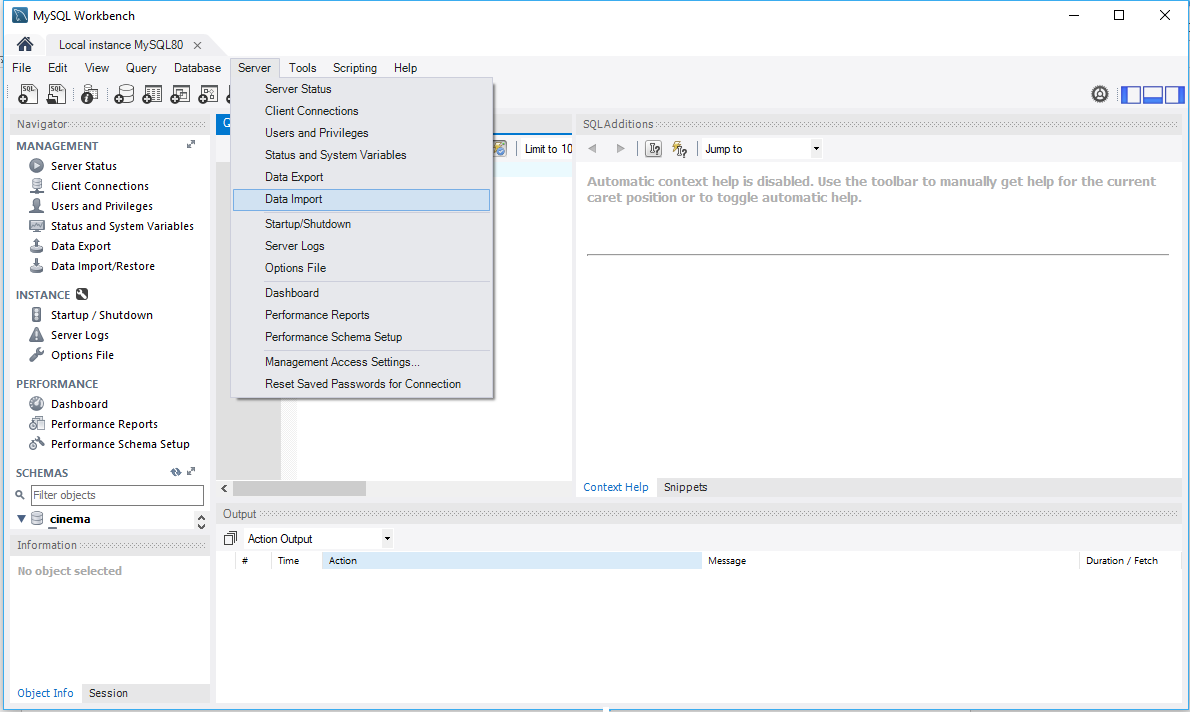 MySQL Workbench
Local instance MySQL80
File Edit View Query Database Server Tools Scripting Help
Server Status
Client Connections
Users and Privileges
Status and System Variables
Data Export
Data Import
Startup/Shutdown
Server Logs
Options File
Dashboard
Performance Reports
Performance Schema Setup
Management Access Settings...
Reset Saved Passwords for Connection
Navigator
MANAGEMENT
Server Status
Client Connections
Users and Privileges
Status and System Variables
Data Export
Data Import/Restore
INSTANCE
Startup / Shutdown
Server Logs
Options File
PERFORMANCE
Dashboard
Performance Reports
Performance Schema Setup
SCHEMAS
Filter objects
cinema
Information
No object selected
Object Info Session
Limit to 10
SQLAdditions
Jump to
Automatic context help is disabled. Use the toolbar to manually get help for the current
caret position or to toggle automatic help.
Context Help Snippets
Output
Action Output
# Time Action Message Duration / Fetch